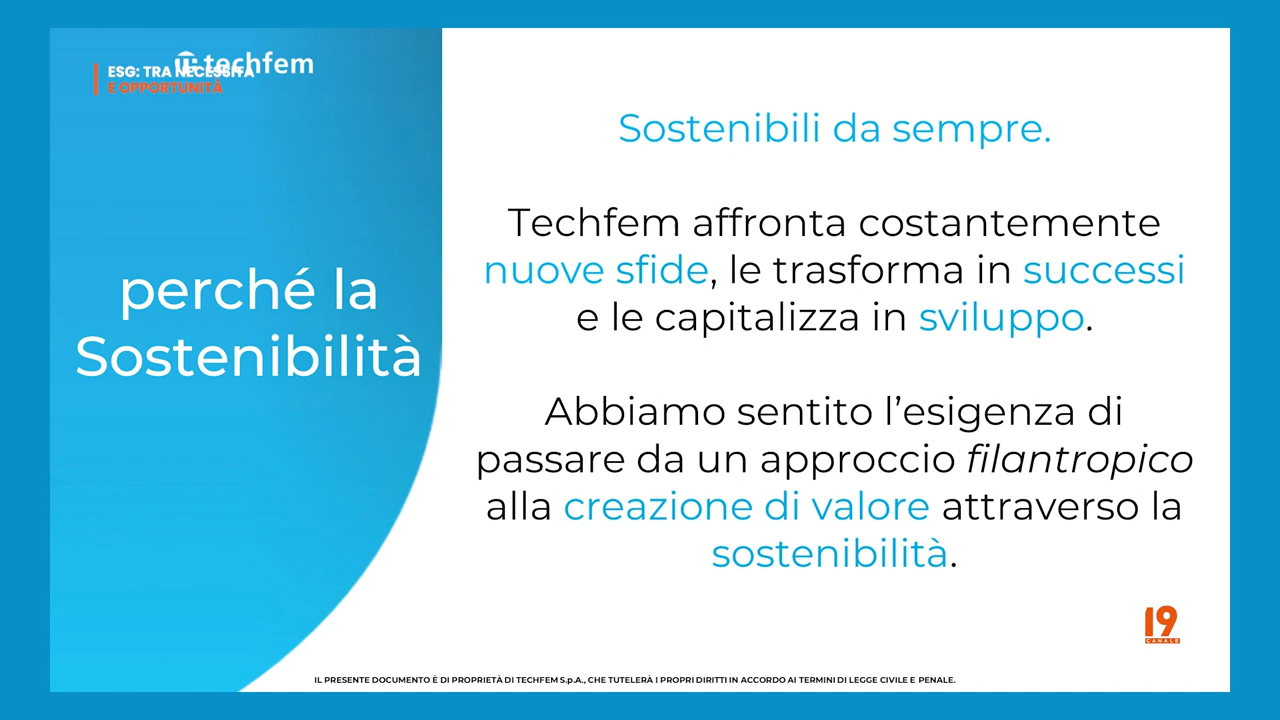 techfem
ESG: TRA NECESSITÀ
E OPPORTUNITÀ
perché la
Sostenibilità
Sostenibili da sempre.
Techfem affronta costantemente
nuove sfide, le trasforma in successi
e le capitalizza in sviluppo.
Abbiamo sentito l’esigenza di
passare da un approccio filantropico
alla creazione di valore attraverso la
sostenibilità.
19
CANALE
IL PRESENTE DOCUMENTO È DI PROPRIETÀ DI TECHFEM S.p.A., CHE TUTELERÀ I PROPRI DIRITTI IN ACCORDO AI TERMINI DI LEGGE CIVILE E PENALE.